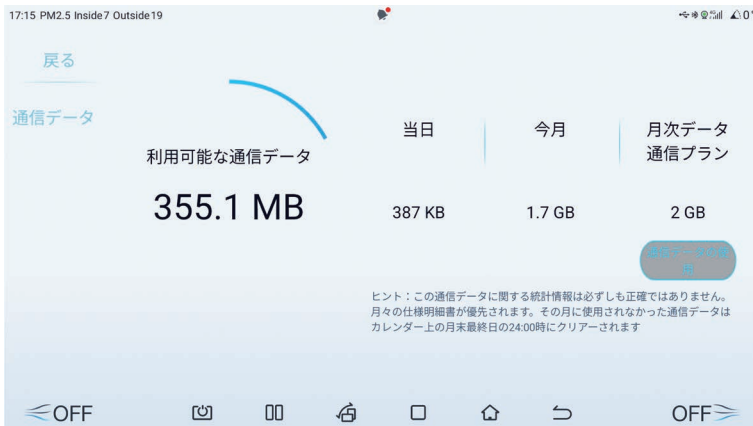 17:15 PM2.5 Inside7 Outside19
戻る
通信データ
利用可能な通信データ
355.1 MB
当日
387 KB
今月
1.7 GB
月次データ
通信プラン
2 GB
ヒント：この通信データに関する統計情報は必ずしも正確ではありません。
月々の仕様明細書が優先されます。その月に使用されなかった通信データは
カレンダー上の月末最終日の24:00時にクリアーされます
OFF
OFF